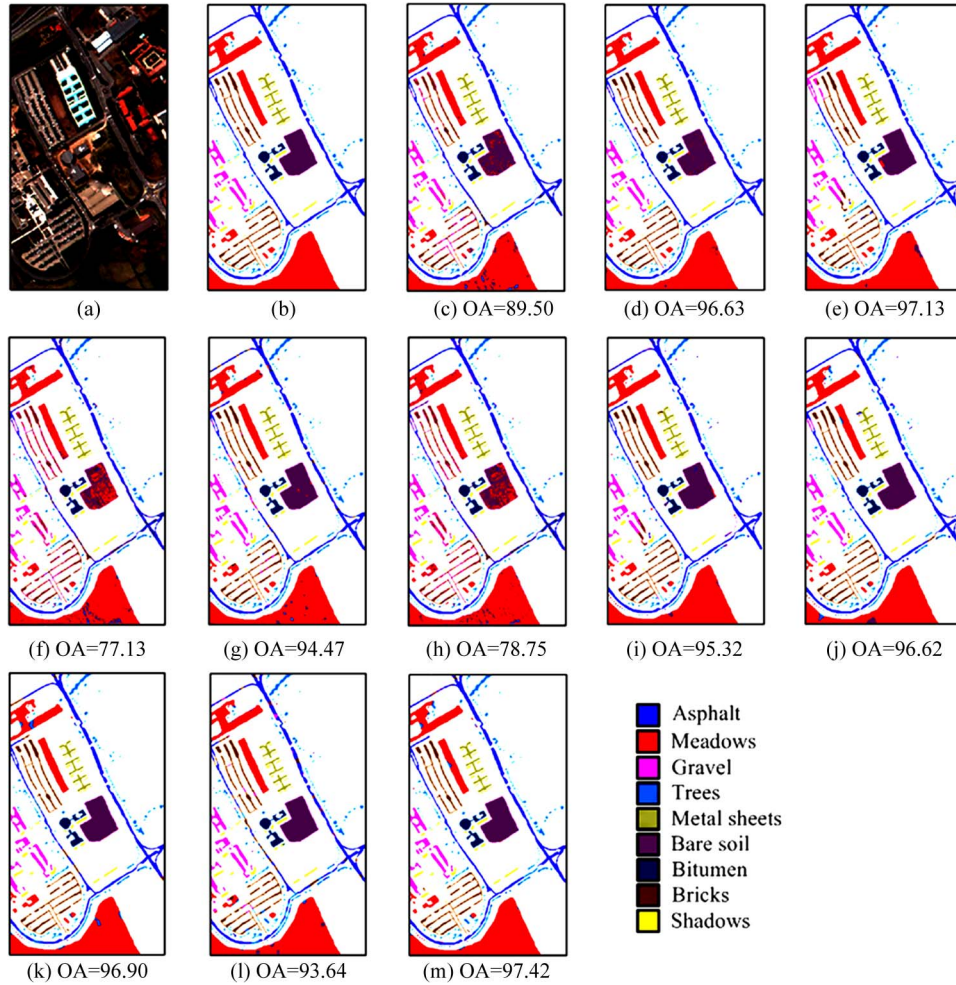 (a)
(b)
(c) OA=89.50
(d) OA=96.63
(e) OA=97.13
(f) OA=77.13
(g) OA=94.47
(h) OA=78.75
(i) OA=95.32
(j) OA=96.62
(k) OA=96.90
(l) OA=93.64
(m) OA=97.42
Asphalt
Meadows
Gravel
Trees
Metal sheets
Bare soil
Bitumen
Bricks
Shadows